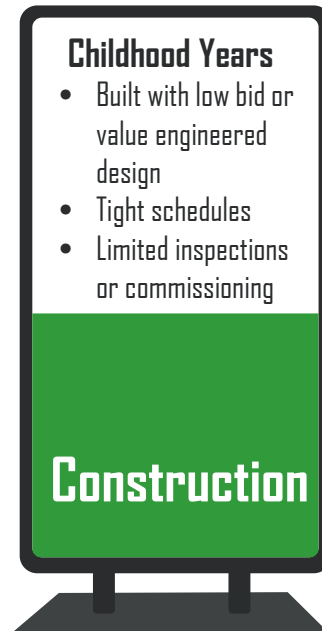 Childhood Years
• Built with low bid or
value engineered
design
• Tight schedules
• Limited inspections
or commissioning
Construction